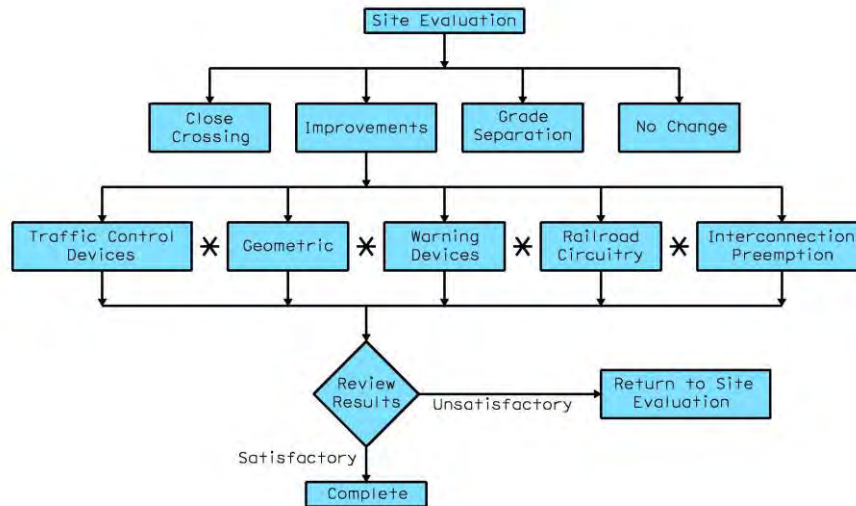 Site Evaluation
Close
Crossing
Improvements
Grade
Separation
No Change
Traffic Control
Devices
*
Geometric
*
Warning
Devices
*
Railroad
Circuitry
*
Interconnection
Preemption
Review
Results
Unsatisfactory
Return to Site
Evaluation
Satisfactory
Complete